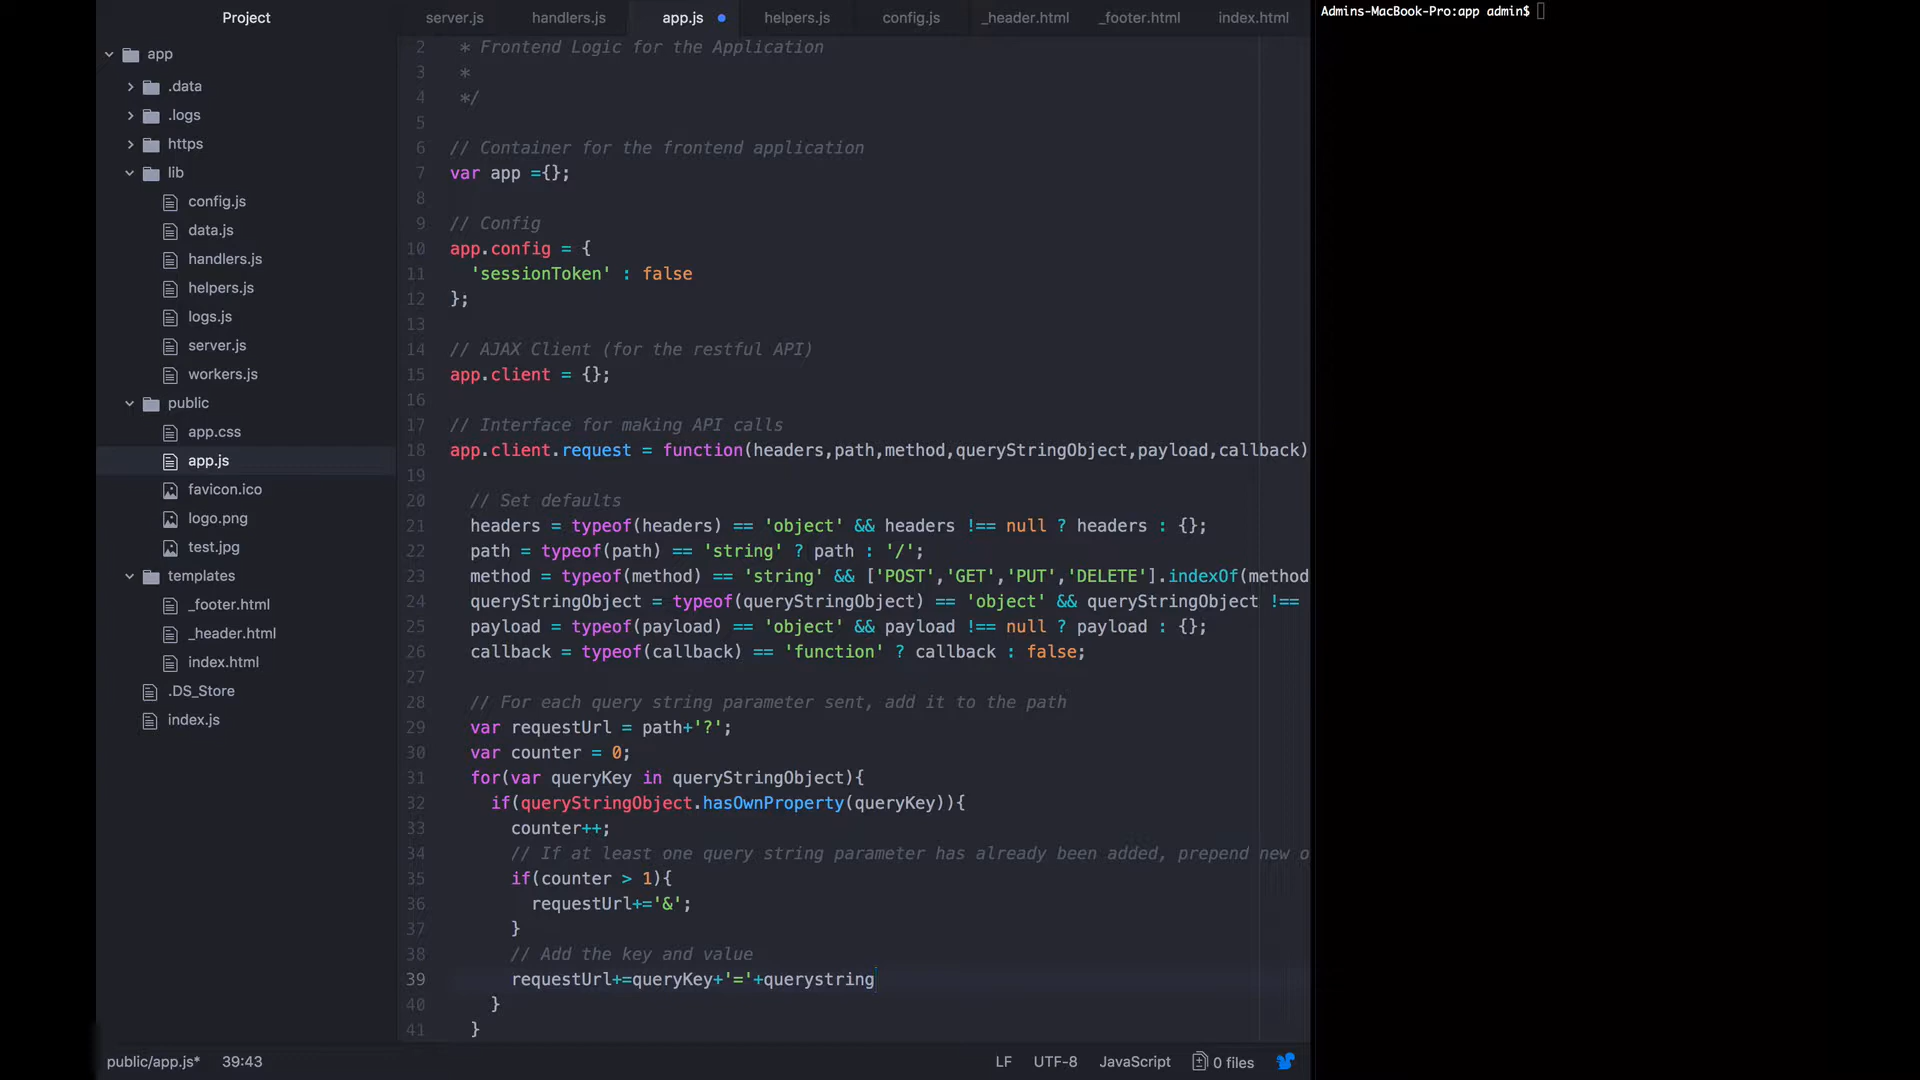 Project
app
.data
.logs
https
lib
config.js
data.js
handlers.js
helpers.js
logs.js
server.js
workers.js
public
app.css
app.js
favicon.ico
logo.png
test.jpg
templates
_footer.html
_header.html
index.html
.DS_Store
index.js
server.js handlers.js app.js helpers.js config.js _header.html _footer.html index.html
2 * Frontend Logic for the Application
3 *
4 */
5
6 // Container for the frontend application
7 var app ={};
8
9 // Config
10 app.config = {
11 'sessionToken' : false
12 };
13
14 // AJAX Client (for the restful API)
15 app.client = {};
16
17 // Interface for making API calls
18 app.client.request = function(headers,path,method,queryStringObject,payload,callback)
19
20 // Set defaults
21 headers = typeof(headers) == 'object' && headers !== null ? headers : {};
22 path = typeof(path) == 'string' ? path : '/';
23 method = typeof(method) == 'string' && ['POST','GET','PUT','DELETE'].indexOf(method
24 queryStringObject = typeof(queryStringObject) == 'object' && queryStringObject !==
25 payload = typeof(payload) == 'object' && payload !== null ? payload : {};
26 callback = typeof(callback) == 'function' ? callback : false;
27
28 // For each query string parameter sent, add it to the path
29 var requestUrl = path+'?';
30 var counter = 0;
31 for(var queryKey in queryStringObject){
32 if(queryStringObject.hasOwnProperty(queryKey)){
33 counter++;
34 // If at least one query string parameter has already been added, prepend new o
35 if(counter > 1){
36 requestUrl+='&';
37 }
38 // Add the key and value
39 requestUrl+=queryKey+'='+querystring
40 }
41 }
public/app.js* 39:43 LF UTF-8 JavaScript 0 files
Admins-MacBook-Pro:app admin$